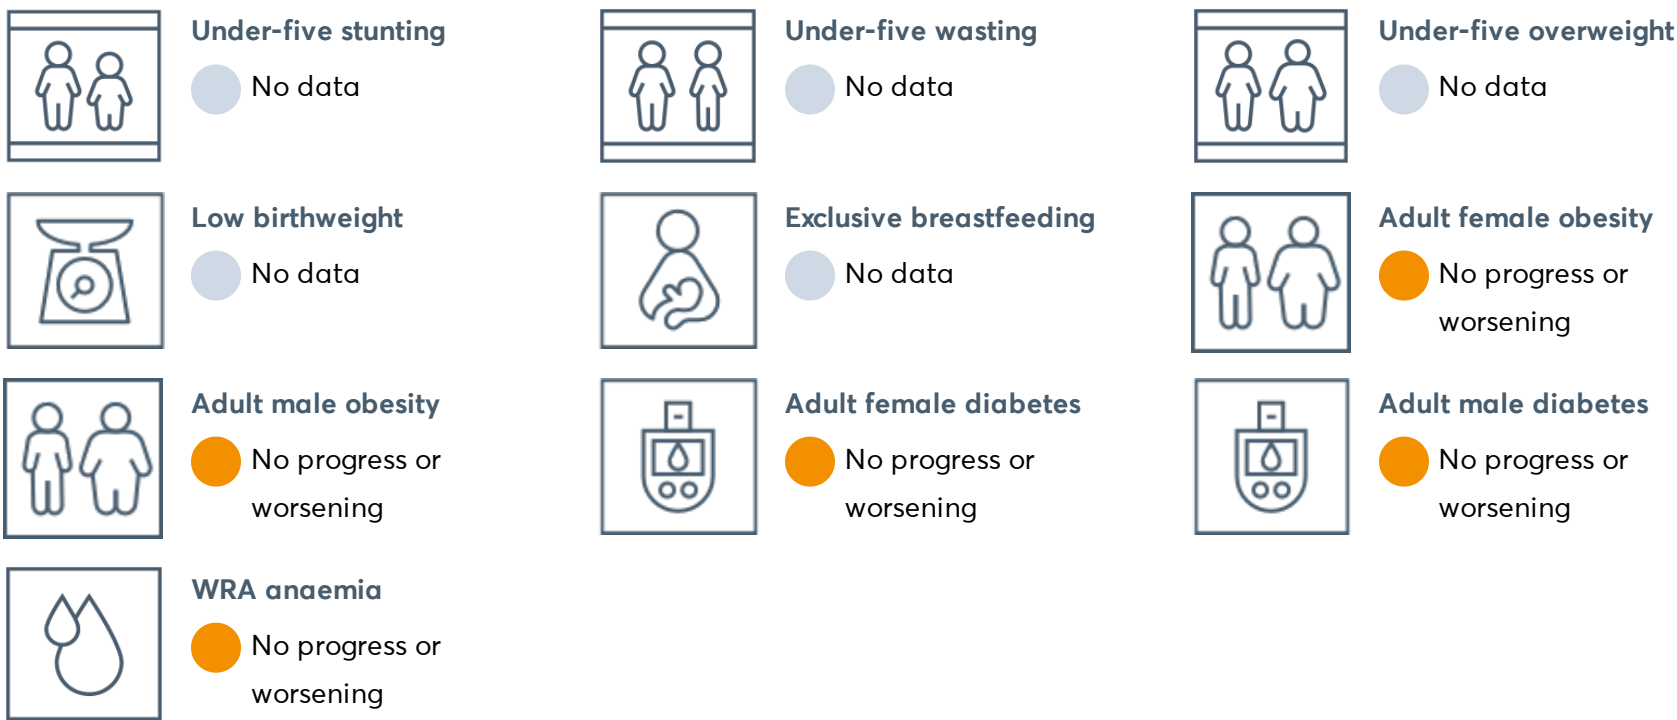 Under-five stunting
No data
Under-five wasting
No data
Under-five overweight
No data
Low birthweight
No data
Exclusive breastfeeding
No data
Adult female obesity
No progress or
worsening
Adult male obesity
No progress or
worsening
Adult female diabetes
No progress or
worsening
Adult male diabetes
No progress or
worsening
WRA anaemia
No progress or
worsening